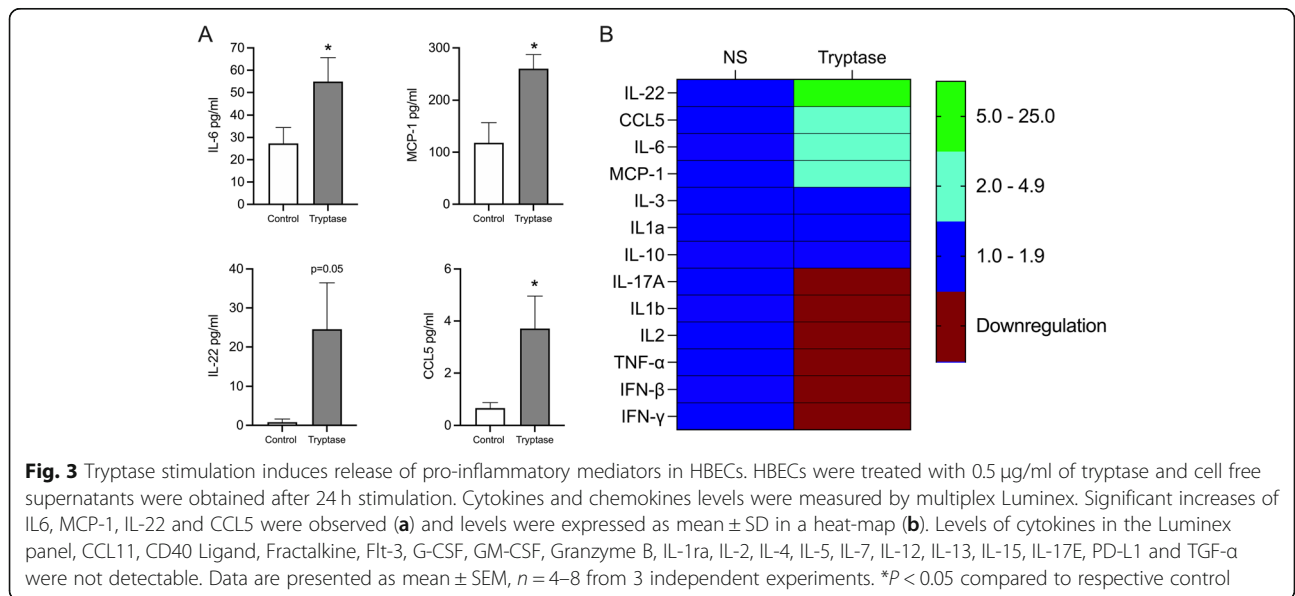 A
IL-6 pg/ml
70
60
50
40
30
20
10
0
*
Control Tryptase
MCP-1 pg/ml
300
200
100
0
*
Control Tryptase
IL-22 pg/ml
40
30
20
10
0
p=0.05
Control Tryptase
CCL5 pg/ml
6
4
2
0
*
Control Tryptase
B
NS Tryptase
IL-22
CCL5
IL-6
MCP-1
IL-3
IL1a
IL-10
IL-17A
IL1b
IL2
TNF-α
IFN-β
IFN-γ
5.0 - 25.0
2.0 - 4.9
1.0 - 1.9
Downregulation
Fig. 3 Tryptase stimulation induces release of pro-inflammatory mediators in HBECs. HBECs were treated with 0.5 μg/ml of tryptase and cell free
supernatants were obtained after 24 h stimulation. Cytokines and chemokines levels were measured by multiplex Luminex. Significant increases of
IL6, MCP-1, IL-22 and CCL5 were observed (a) and levels were expressed as mean ± SD in a heat-map (b). Levels of cytokines in the Luminex
panel, CCL11, CD40 Ligand, Fractalkine, Flt-3, G-CSF, GM-CSF, Granzyme B, IL-1ra, IL-2, IL-4, IL-5, IL-7, IL-12, IL-13, IL-15, IL-17E, PD-L1 and TGF-α
were not detectable. Data are presented as mean ± SEM, n = 4–8 from 3 independent experiments. *P < 0.05 compared to respective control